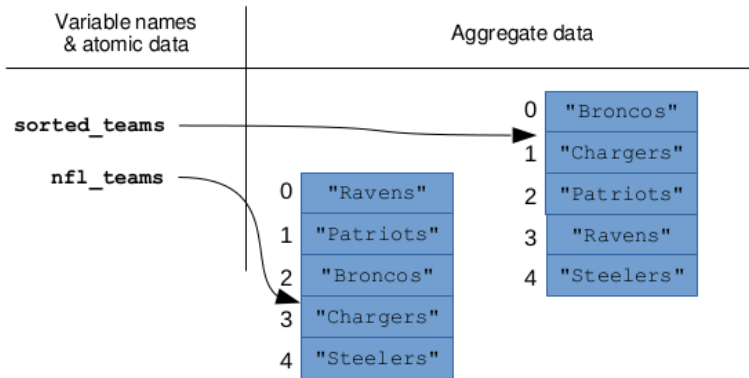 Variable names
& atomic data
Aggregate data
sorted_teams
nfl_teams
0 "Ravens"
1 "Patriots"
2 "Broncos"
3 "Chargers"
4 "Steelers"
0 "Broncos"
1 "Chargers"
2 "Patriots"
3 "Ravens"
4 "Steelers"